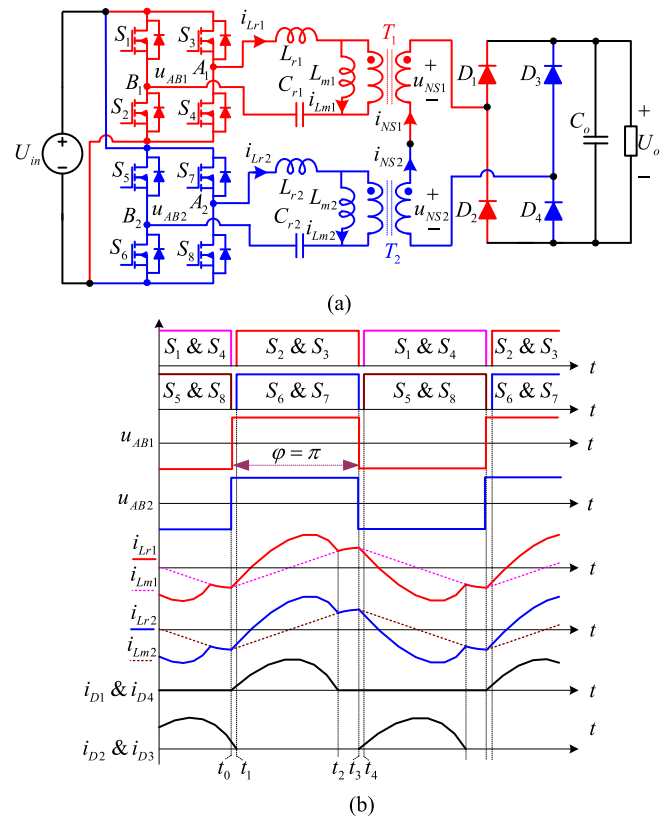 S1 S3 iLr1 Lr1 T1
A1 Lm1 uNS1 + − D1 D3
B1 uAB1 Cr1 iLm1
S2 S4 iNS1 Co + Uo −
Uin + −
S5 S7 iLr2 iNS2
Lr2 Lm2 uNS2 + − D2 D4
B2 uAB2 A2 Cr2 iLm2
S6 S8 T2
(a)
S1 & S4 S2 & S3 S1 & S4 S2 & S3 t
S5 & S8 S6 & S7 S5 & S8 S6 & S7 t
uAB1 φ = π t
uAB2 t
iLr1 t
iLm1
iLr2 t
iLm2
iD1 & iD4 t
iD2 & iD3 t
t0 t1 t2 t3 t4
(b)